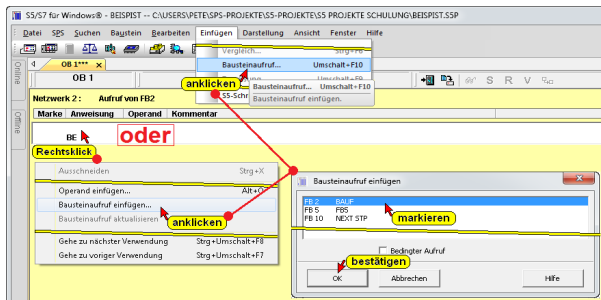 S5/S7 für Windows® - BEISPIST -- C:\USERS\PETE\SPS-PROJEKTE\S5-PROJEKTE\S5 PROJEKTE SCHULUNG\BEISPIST.S5P
Datei SPS Suchen Baustein Bearbeiten Einfügen Darstellung Ansicht Fenster Hilfe
Vergleich... Strg+F6
Bausteinaufruf... Umschalt+F10
anklicken
Umschalt+F9
Bausteinaufruf... Umschalt+F10
Bausteinaufruf einfügen.
S5-Schr
Online
Offline
OB 1*** x
OB 1
S R V
Netzwerk 2 : Aufruf von FB2
Marke Anweisung Operand Kommentar
BE
oder
Rechtsklick
Ausschneiden Strg+X
Operand einfügen... Alt+O
Bausteinaufruf einfügen...
Bausteinaufruf aktualisieren
anklicken
Gehe zu nächster Verwendung Strg+Umschalt+F8
Gehe zu voriger Verwendung Strg+Umschalt+F7
Bausteinaufruf einfügen
FB 2 BAUF
FB 5 FB5
FB 10 NEXT STP
markieren
Bedingter Aufruf
bestätigen
OK Abbrechen Hilfe